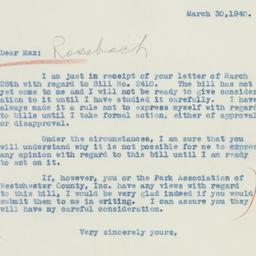 March 30, 1940.
Dear Max: Rossbach
I am just in receipt of your letter of March
26th with regard to Bill No. 2410. The bill has not
yet come to me and I will not be ready to give consider-
ation to it until I have studied it carefully. I have
always made it a rule not to express myself with regard
to bills until I take formal action, either of approval
or disapproval.
Under the circumstances, I am sure that you
will understand why it is not possible for me to express
any opinion with regard to this bill until I am ready
to act on it.
If, however, you or the Park Association of
Westchester County, Inc. have any views with regard
to this bill, I would be very glad indeed if you would
submit them to me in writing. I can assure you they
will have my careful consideration.
Very sincerely yours,